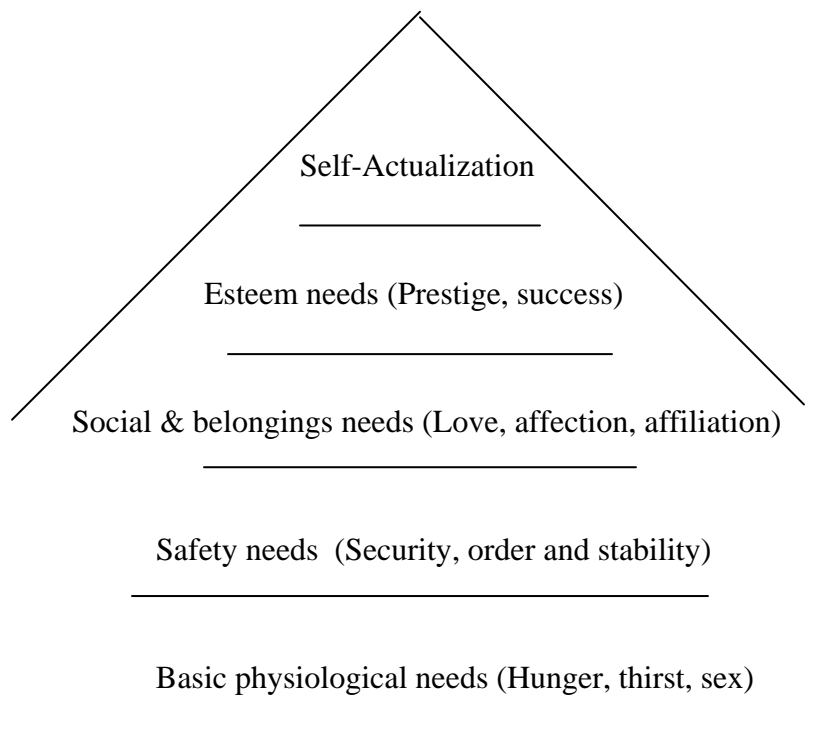 Self-Actualization
Esteem needs (Prestige, success)
Social & belongings needs (Love, affection, affiliation)
Safety needs  (Security, order and stability)
Basic physiological needs (Hunger, thirst, sex)